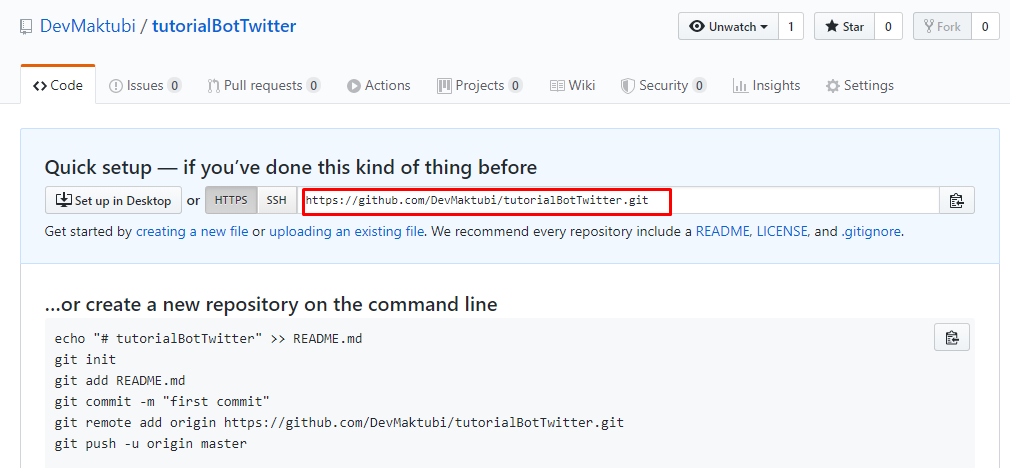 DevMaktubi / tutorialBotTwitter
Unwatch 1 Star 0 Fork 0
Code Issues 0 Pull requests 0 Actions Projects 0 Wiki Security 0 Insights Settings
Quick setup — if you’ve done this kind of thing before
Set up in Desktop or HTTPS SSH https://github.com/DevMaktubi/tutorialBotTwitter.git
Get started by creating a new file or uploading an existing file. We recommend every repository include a README, LICENSE, and .gitignore.
…or create a new repository on the command line
echo "# tutorialBotTwitter" >> README.md
git init
git add README.md
git commit -m "first commit"
git remote add origin https://github.com/DevMaktubi/tutorialBotTwitter.git
git push -u origin master